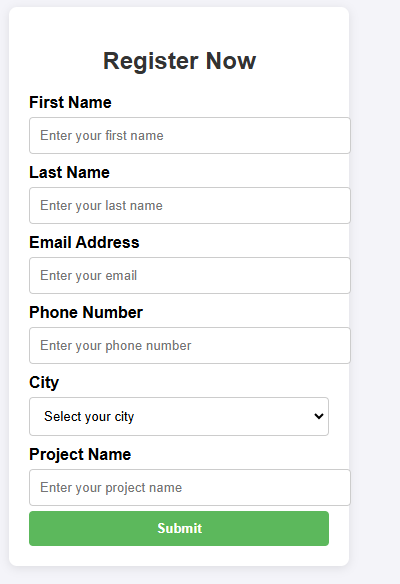 Register Now
First Name
Enter your first name
Last Name
Enter your last name
Email Address
Enter your email
Phone Number
Enter your phone number
City
Select your city
Project Name
Enter your project name
Submit